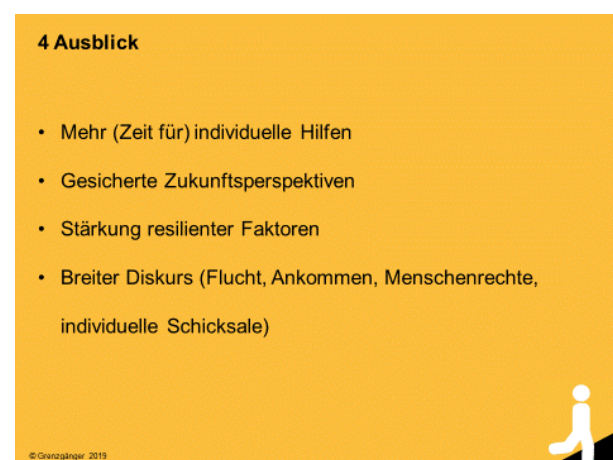 4 Ausblick
• Mehr (Zeit für) individuelle Hilfen
• Gesicherte Zukunftsperspektiven
• Stärkung resilienter Faktoren
• Breiter Diskurs (Flucht, Ankommen, Menschenrechte,
individuelle Schicksale)
© Grenzgänger 2019